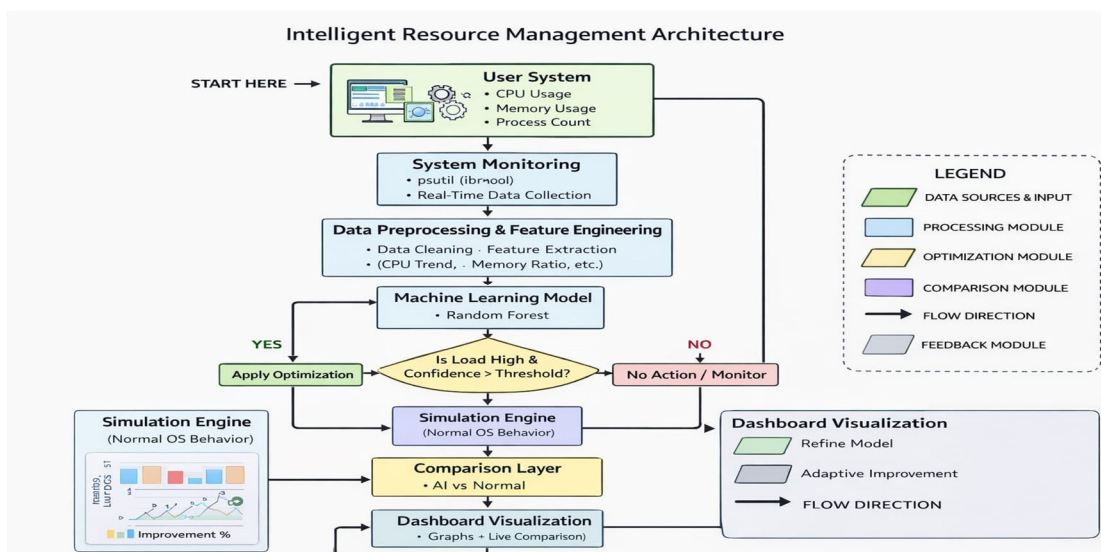 Intelligent Resource Management Architecture
START HERE
User System
• CPU Usage
• Memory Usage
• Process Count
System Monitoring
• psutil
• Real-Time Data Collection
Data Preprocessing & Feature Engineering
• Data Cleaning · Feature Extraction
• (CPU Trend, · Memory Ratio, etc.)
Machine Learning Model
• Random Forest
YES
NO
Is Load High &
Confidence > Threshold?
Apply Optimization
No Action / Monitor
Simulation Engine
(Normal OS Behavior)
Comparison Layer
• AI vs Normal
Dashboard Visualization
• Graphs + Live Comparison)
Simulation Engine
(Normal OS Behavior)
Improvement %
LEGEND
DATA SOURCES & INPUT
PROCESSING MODULE
OPTIMIZATION MODULE
COMPARISON MODULE
FLOW DIRECTION
FEEDBACK MODULE
Dashboard Visualization
Refine Model
Adaptive Improvement
FLOW DIRECTION